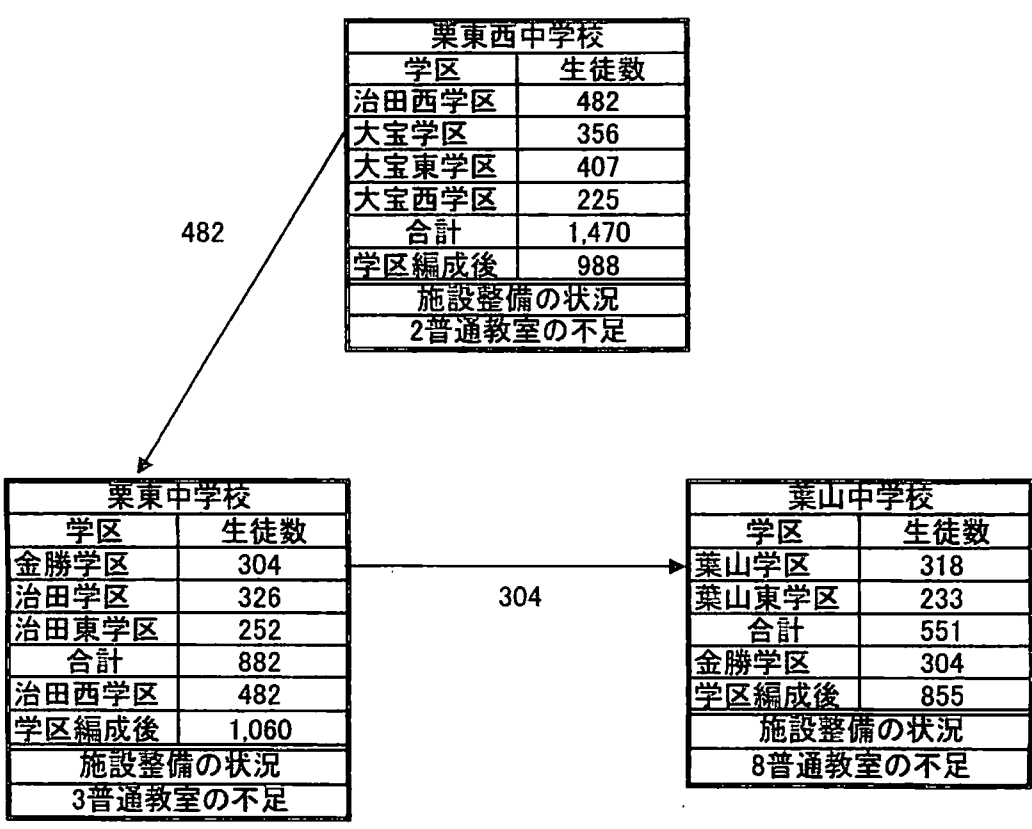 栗東西中学校
学区 生徒数
治田西学区 482
大宝学区 356
大宝東学区 407
大宝西学区 225
合計 1,470
学区編成後 988
施設整備の状況
2普通教室の不足
482
栗東中学校
学区 生徒数
金勝学区 304
治田学区 326
治田東学区 252
合計 882
治田西学区 482
学区編成後 1,060
施設整備の状況
3普通教室の不足
304
葉山中学校
学区 生徒数
葉山学区 318
葉山東学区 233
合計 551
金勝学区 304
学区編成後 855
施設整備の状況
8普通教室の不足